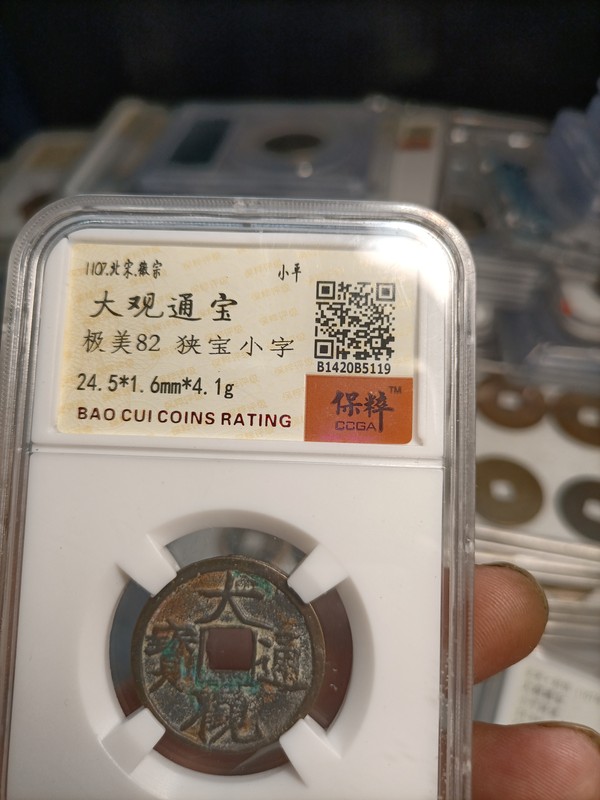 1107.北宋.徽宗 小平
大观通宝
极美82 狭宝小字
B1420B5119
24.5*1.6mm*4.1g
保粹 TM
CCGA
BAO CUI COINS RATING
大
寶 通
觀